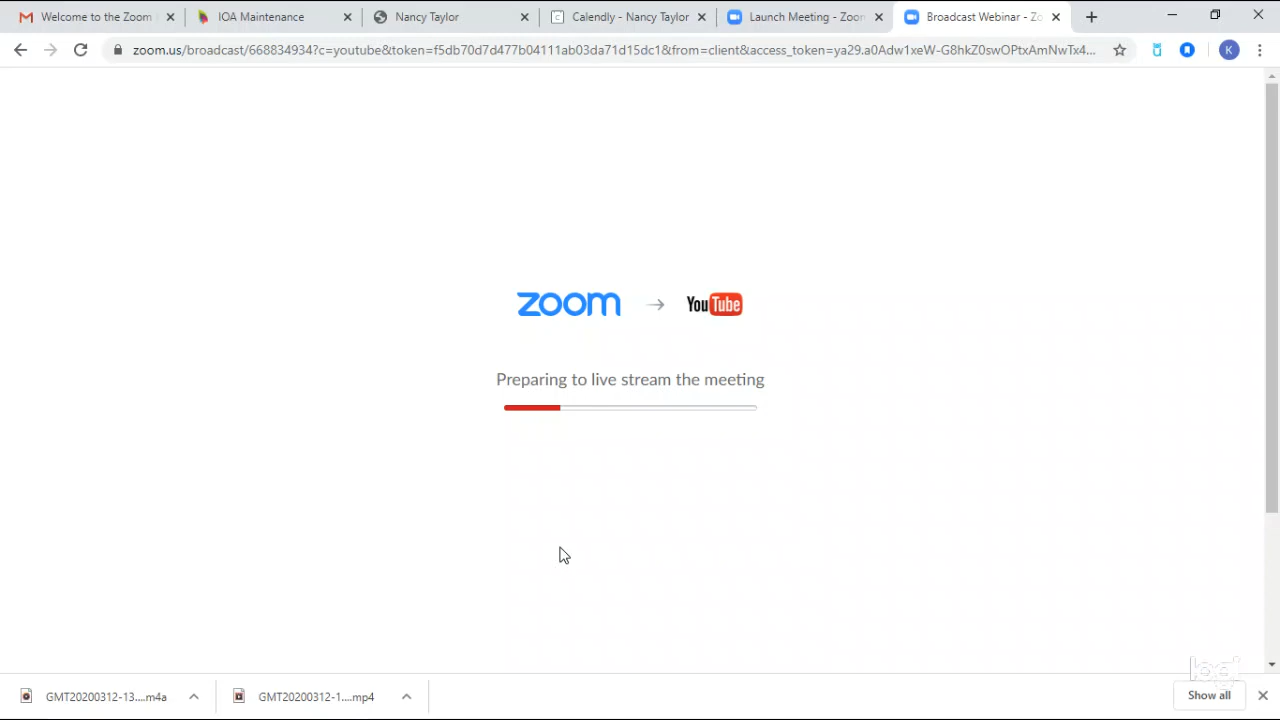 Welcome to the Zoom
IOA Maintenance
Nancy Taylor
Calendly - Nancy Taylor
Launch Meeting - Zoom
Broadcast Webinar - Zo
zoom.us/broadcast/668834934?c=youtube&token=f5db70d7d477b04111ab03da71d15dc1&from=client&access_token=ya29.a0Adw1xeW-G8hkZ0swOPtxAmNwTx4...
K
zoom → YouTube
Preparing to live stream the meeting
GMT20200312-13....m4a
GMT20200312-1....mp4
Show all